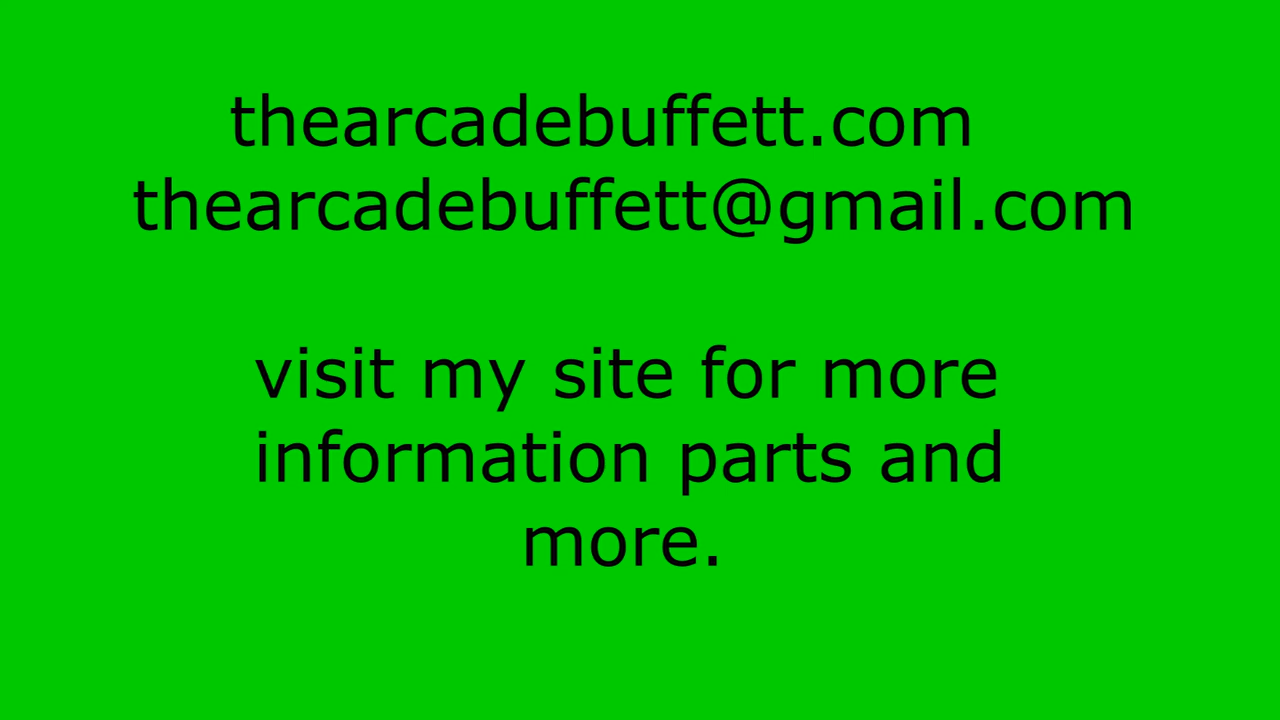 thearcadebuffett.com
thearcadebuffett@gmail.com
visit my site for more
information parts and
more.